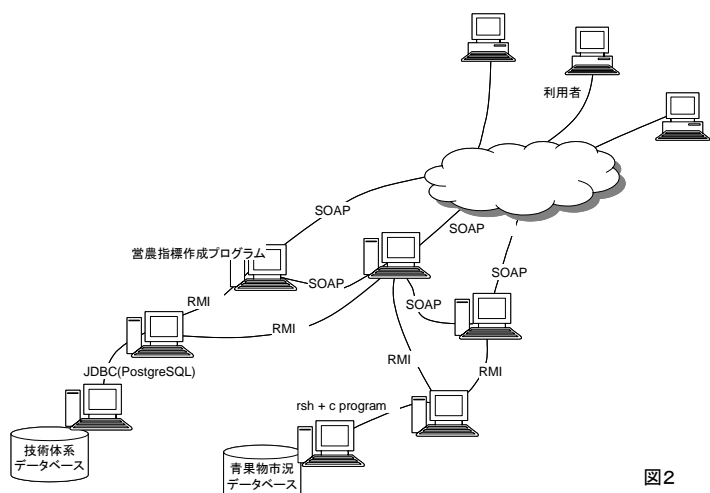 利用者
SOAP
SOAP
営農指標作成プログラム
SOAP
SOAP
SOAP
RMI
RMI
RMI
RMI
JDBC(PostgreSQL)
rsh + c program
技術体系
データベース
青果物市況
データベース
図2